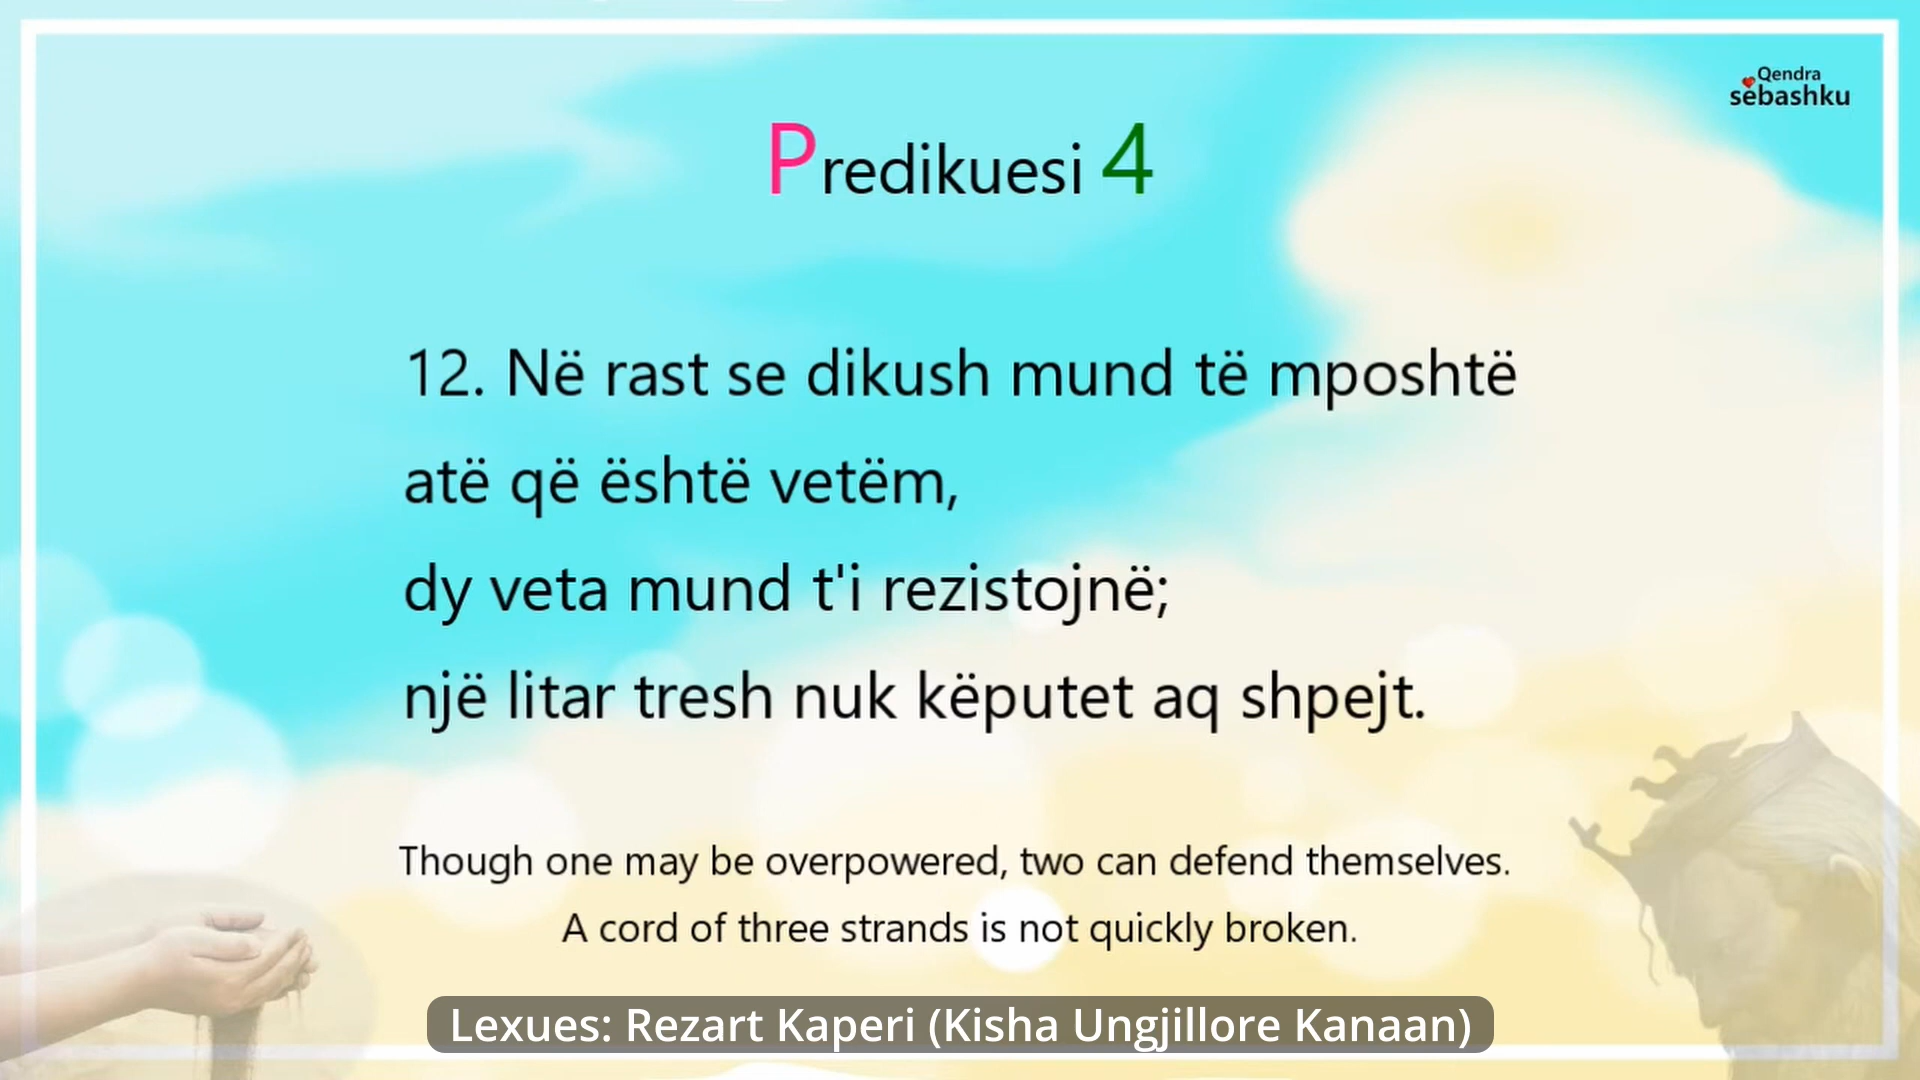 Qendra
sëbashku
Predikuesi 4
12. Në rast se dikush mund të mposhtë
atë që është vetëm,
dy veta mund t'i rezistojnë;
një litar tresh nuk këputet aq shpejt.
Though one may be overpowered, two can defend themselves.
A cord of three strands is not quickly broken.
Lexues: Rezart Kaperi (Kisha Ungjillore Kanaan)